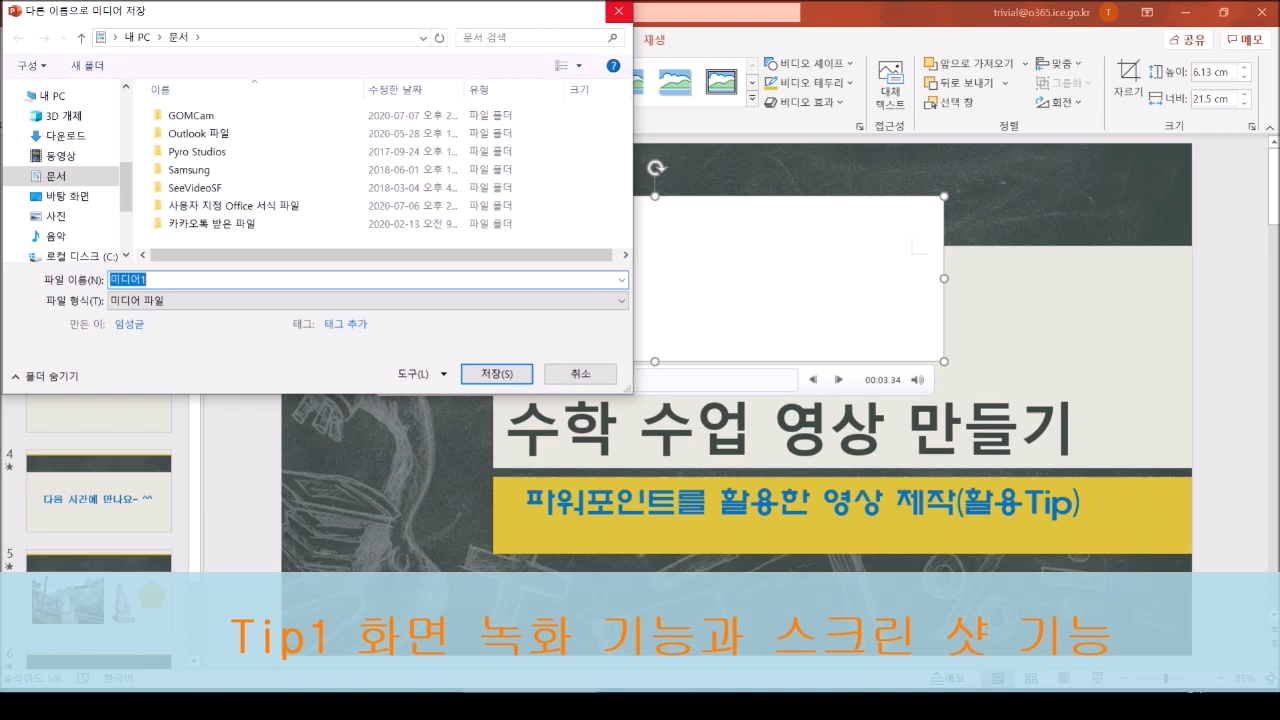 다른 이름으로 미디어 저장
trivial@o365.ice.go.kr
T
내 PC > 문서 >
문서 검색
재생
공유
메모
구성
새 폴더
이름
수정한 날짜
유형
크기
내 PC
3D 개체
다운로드
동영상
문서
바탕 화면
사진
음악
로컬 디스크 (C:)
GOMCam 2020-07-07 오후 2... 파일 폴더
Outlook 파일 2020-05-28 오후 1... 파일 폴더
Pyro Studios 2017-09-24 오후 1... 파일 폴더
Samsung 2018-06-01 오후 1... 파일 폴더
SeeVideoSF 2018-03-04 오후 4... 파일 폴더
사용자 지정 Office 서식 파일 2020-07-06 오후 2... 파일 폴더
카카오톡 받은 파일 2020-02-13 오전 9... 파일 폴더
파일 이름(N): 미디어1
파일 형식(T): 미디어 파일
만든 이: 임성균
태그: 태그 추가
폴더 숨기기
도구(L)
저장(S)
취소
비디오 셰이프
비디오 테두리
비디오 효과
대체
텍스트
접근성
앞으로 가져오기
뒤로 보내기
선택 창
맞춤
그룹화
회전
정렬
자르기
높이: 6.13 cm
너비: 21.5 cm
크기
00:03.34
수학 수업 영상 만들기
파워포인트를 활용한 영상 제작(활용Tip)
4
다음 시간에 만나요~ ^^
5
6
Tip1 화면 녹화 기능과 스크린 샷 기능
슬라이드 1/6
한국어
메모
85%